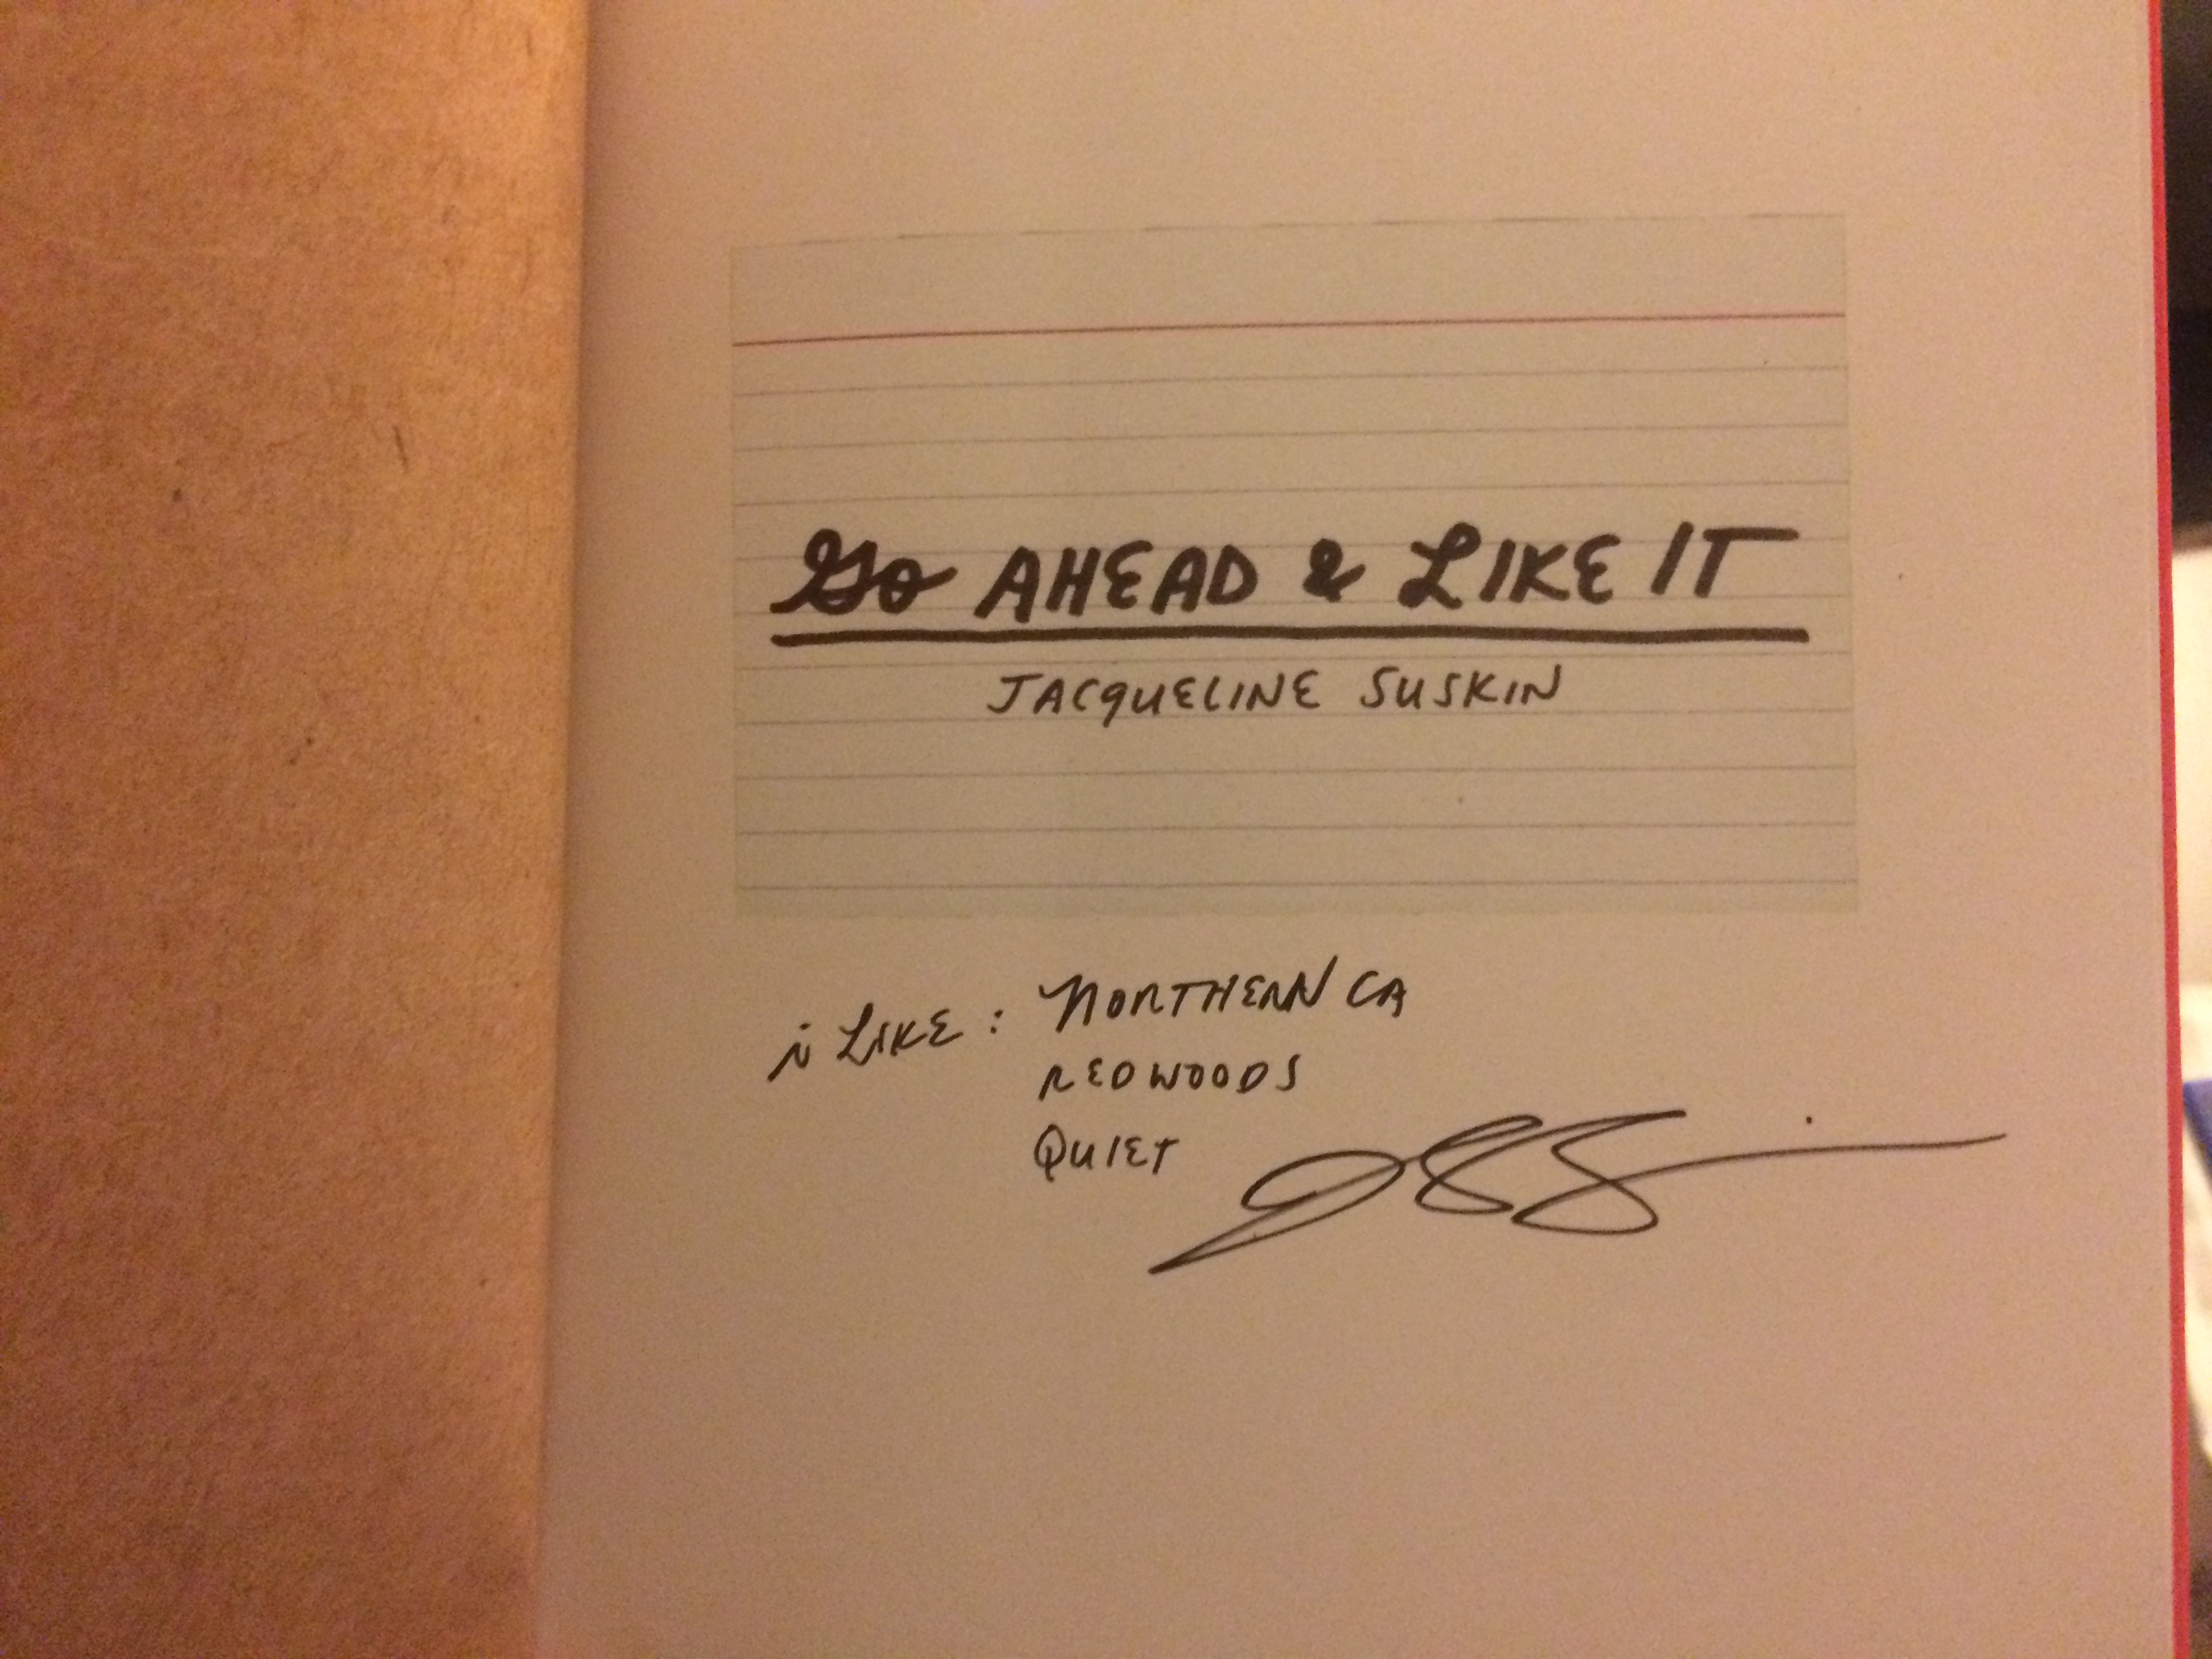 Go AHEAD & LIKE IT
JACQUELINE SUSKIN
i LIKE: NORTHERN CA
REDWOODS
QUIET